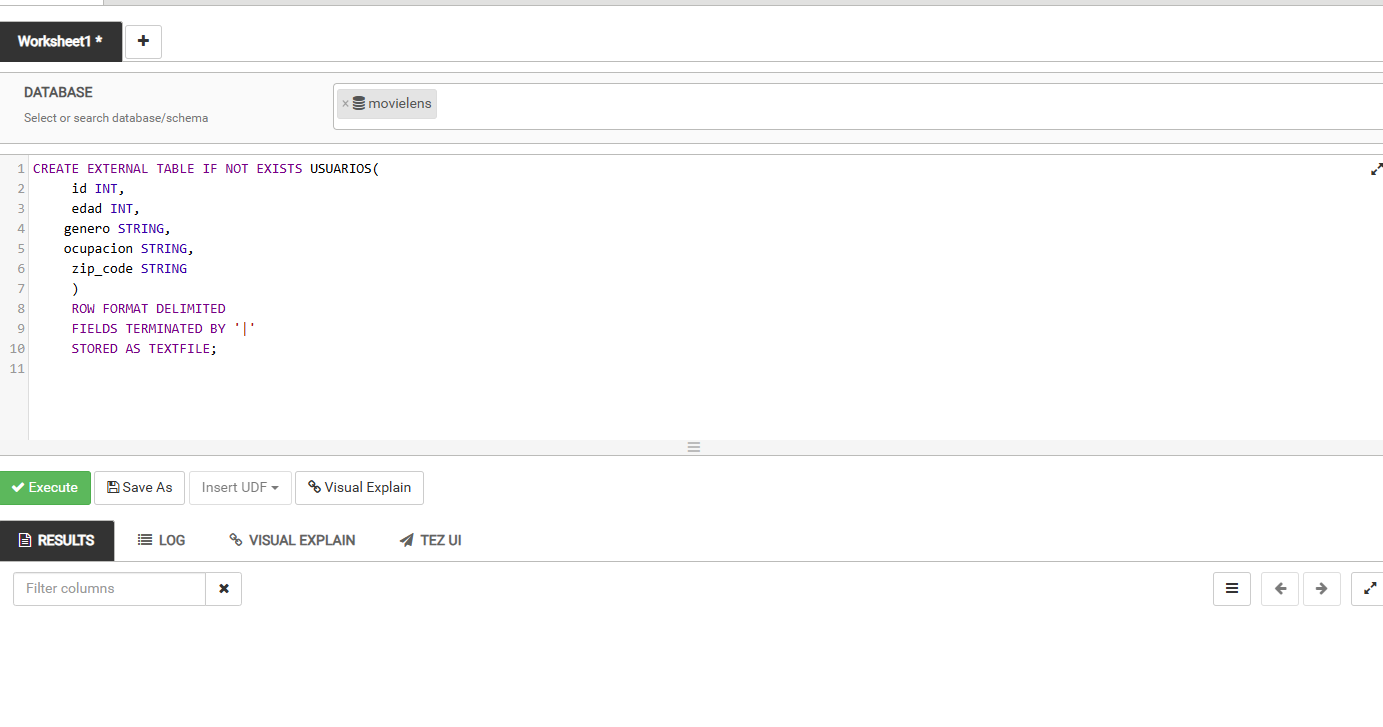 Worksheet1 * +
DATABASE
Select or search database/schema
× movielens
1 CREATE EXTERNAL TABLE IF NOT EXISTS USUARIOS(
2 id INT,
3 edad INT,
4 genero STRING,
5 ocupacion STRING,
6 zip_code STRING
7 )
8 ROW FORMAT DELIMITED
9 FIELDS TERMINATED BY '|'
10 STORED AS TEXTFILE;
11
Execute Save As Insert UDF Visual Explain
RESULTS LOG VISUAL EXPLAIN TEZ UI
Filter columns